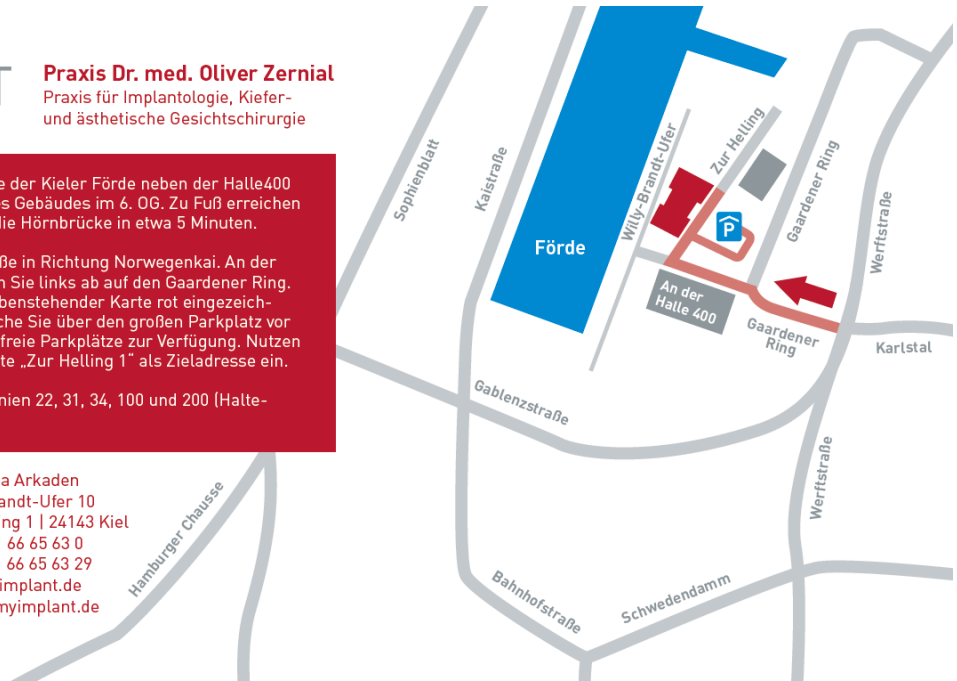 Praxis Dr. med. Oliver Zernial
Praxis für Implantologie, Kiefer-
und ästhetische Gesichtschirurgie
e der Kieler Förde neben der Halle400
es Gebäudes im 6. OG. Zu Fuß erreichen
die Hörnbrücke in etwa 5 Minuten.
ße in Richtung Norwegenkai. An der
n Sie links ab auf den Gaardener Ring.
benstehender Karte rot eingezeich-
che Sie über den großen Parkplatz vor
freie Parkplätze zur Verfügung. Nutzen
te „Zur Helling 1“ als Zieladresse ein.
nien 22, 31, 34, 100 und 200 (Halte-
a Arkaden
andt-Ufer 10
ng 1 | 24143 Kiel
66 65 63 0
66 65 63 29
implant.de
myimplant.de
Sophienblatt
Kaistraße
Förde
Willy-Brandt-Ufer
Zur Helling
P
An der
Halle 400
Gaardener Ring
Werftstraße
Gaardener
Ring
Karlstal
Gablenzstraße
Werftstraße
Hamburger Chausse
Bahnhofstraße
Schwedendamm